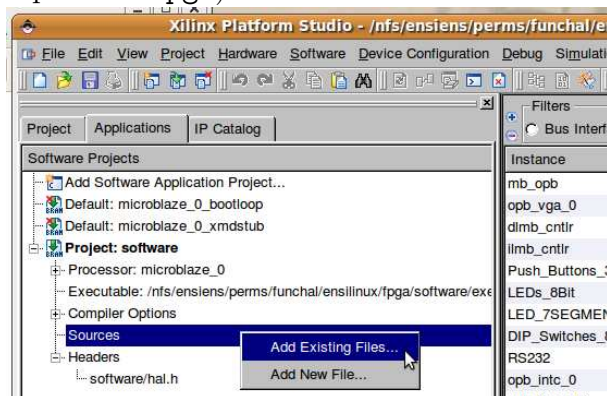 Xilinx Platform Studio - /nfs/ensiens/perms/funchal/e
File Edit View Project Hardware Software Device Configuration Debug Simulati
Project Applications IP Catalog
Filters
Bus Interf
Software Projects
Instance
Add Software Application Project...
mb_opb
Default: microblaze_0_bootloop
opb_vga_0
Default: microblaze_0_xmdstub
dlmb_cntlr
Project: software
ilmb_cntlr
Processor: microblaze_0
Push_Buttons_3
Executable: /nfs/ensiens/perms/funchal/ensilinux/fpga/software/exe
LEDs_8Bit
Compiler Options
LED_7SEGMEN
Sources
Add Existing Files...
DIP_Switches_8
Headers
RS232
software/hal.h
Add New File...
opb_intc_0